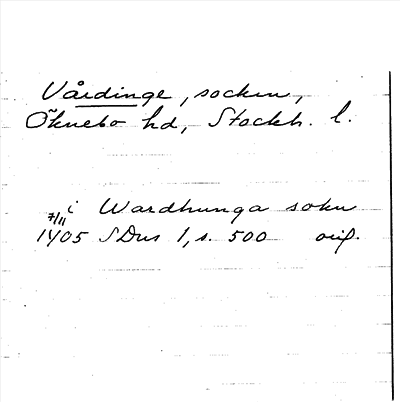 Vårdinge, socken,
Öknebo hd, Stockh. l.
i Wardhunga sokn
7/11
1405 SDns 1, s. 500 orig.